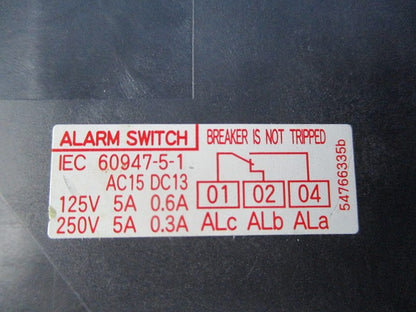 ALARM SWITCH BREAKER IS NOT TRIPPED
IEC 60947-5-1
AC15 DC13
125V 5A 0.6A 01 02 04
250V 5A 0.3A ALc ALb ALa
54766335b